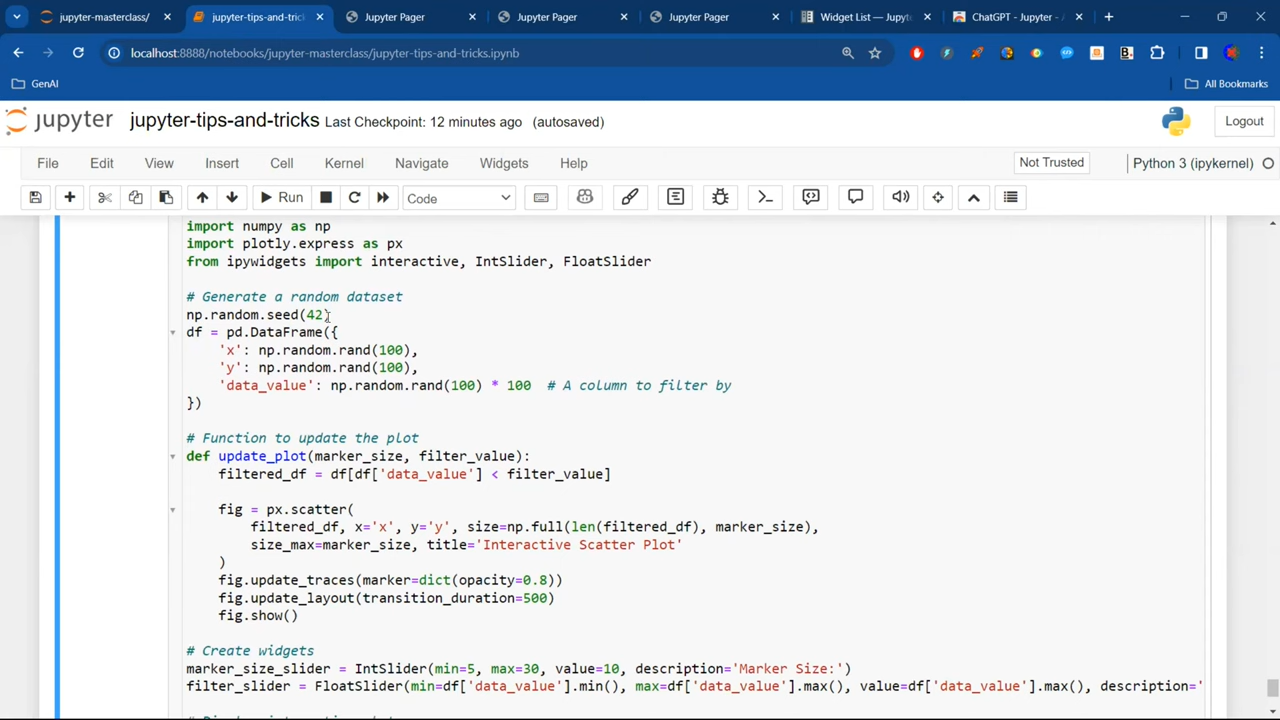 jupyter-masterclass/
jupyter-tips-and-trick
Jupyter Pager
Jupyter Pager
Jupyter Pager
Widget List — Jupyte
ChatGPT - Jupyter - A
localhost:8888/notebooks/jupyter-masterclass/jupyter-tips-and-tricks.ipynb
GenAI
All Bookmarks
jupyter jupyter-tips-and-tricks Last Checkpoint: 12 minutes ago (autosaved)
Logout
File Edit View Insert Cell Kernel Navigate Widgets Help
Not Trusted
Python 3 (ipykernel)
Run
Code
import numpy as np
import plotly.express as px
from ipywidgets import interactive, IntSlider, FloatSlider
# Generate a random dataset
np.random.seed(42)
df = pd.DataFrame({
'x': np.random.rand(100),
'y': np.random.rand(100),
'data_value': np.random.rand(100) * 100 # A column to filter by
})
# Function to update the plot
def update_plot(marker_size, filter_value):
filtered_df = df[df['data_value'] < filter_value]
fig = px.scatter(
filtered_df, x='x', y='y', size=np.full(len(filtered_df), marker_size),
size_max=marker_size, title='Interactive Scatter Plot'
)
fig.update_traces(marker=dict(opacity=0.8))
fig.update_layout(transition_duration=500)
fig.show()
# Create widgets
marker_size_slider = IntSlider(min=5, max=30, value=10, description='Marker Size:')
filter_slider = FloatSlider(min=df['data_value'].min(), max=df['data_value'].max(), value=df['data_value'].max(), description='